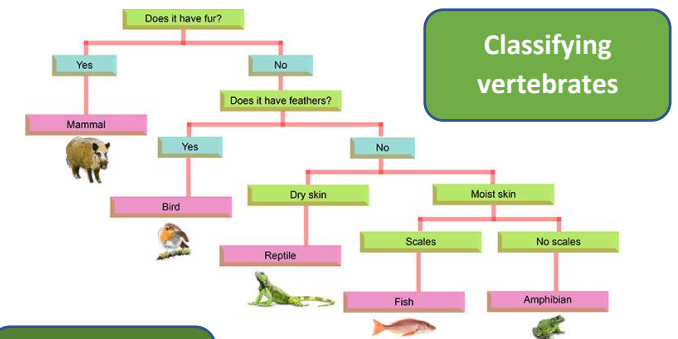 Does it have fur?
Classifying
vertebrates
Yes
No
Does it have feathers?
Mammal
Yes
No
Dry skin
Moist skin
Bird
Scales
No scales
Reptile
Fish
Amphibian